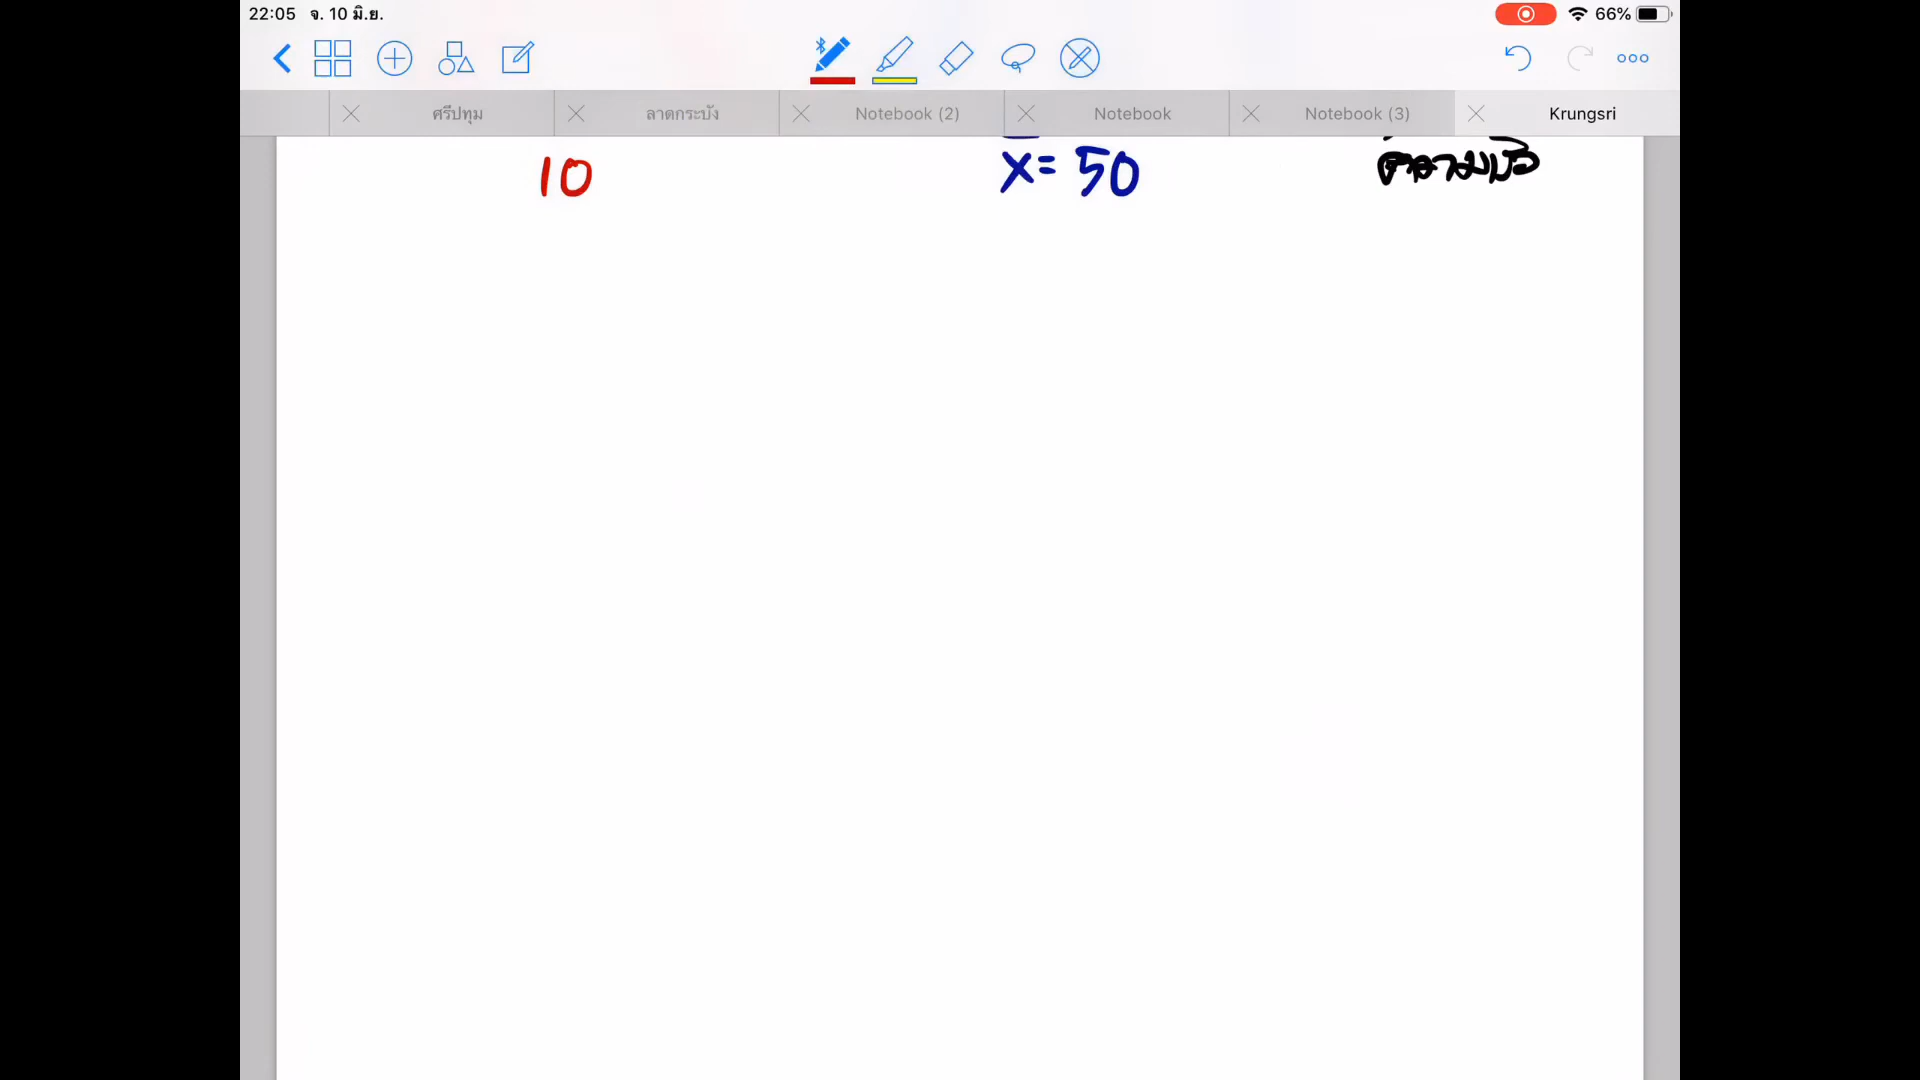 22:05 จ. 10 มิ.ย. 66%
ศรีปทุม ลาดกระบัง Notebook (2) Notebook Notebook (3) Krungsri
10 x = 50